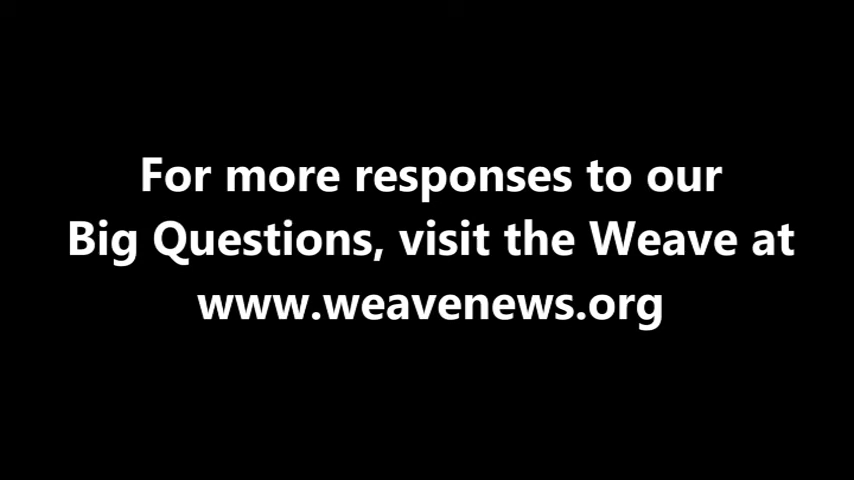 For more responses to our
Big Questions, visit the Weave at
www.weavenews.org